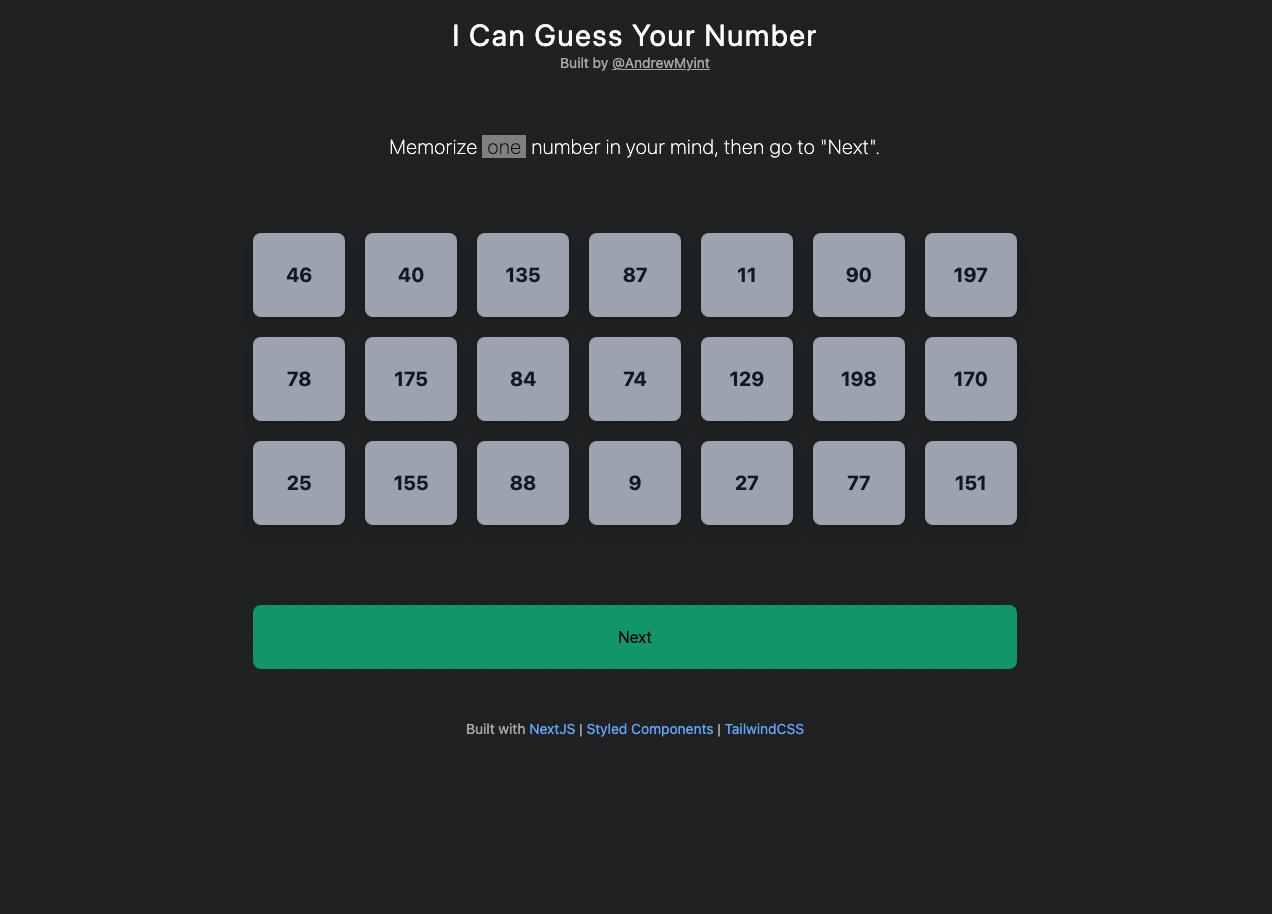 I Can Guess Your Number
Built by @AndrewMyint
Memorize one number in your mind, then go to "Next".
46 40 135 87 11 90 197
78 175 84 74 129 198 170
25 155 88 9 27 77 151
Next
Built with NextJS | Styled Components | TailwindCSS